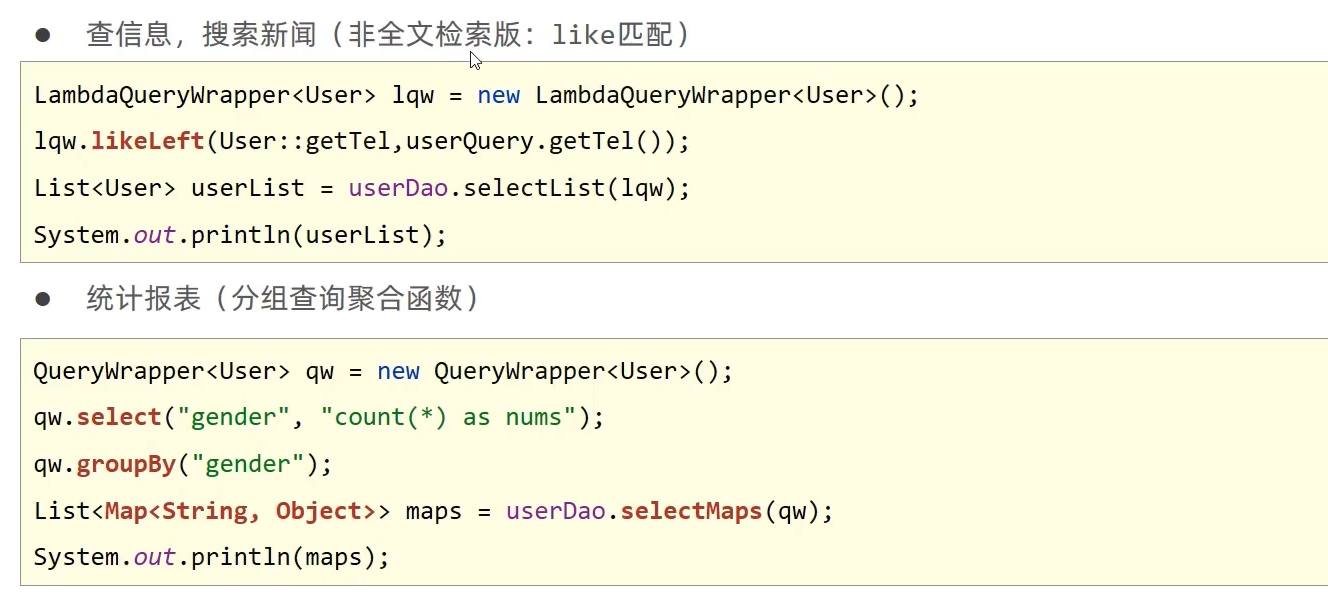 ● 查信息，搜索新闻（非全文检索版：like匹配）
LambdaQueryWrapper<User> lqw = new LambdaQueryWrapper<User>();
lqw.likeLeft(User::getTel,userQuery.getTel());
List<User> userList = userDao.selectList(lqw);
System.out.println(userList);
● 统计报表（分组查询聚合函数）
QueryWrapper<User> qw = new QueryWrapper<User>();
qw.select("gender", "count(*) as nums");
qw.groupBy("gender");
List<Map<String, Object>> maps = userDao.selectMaps(qw);
System.out.println(maps);